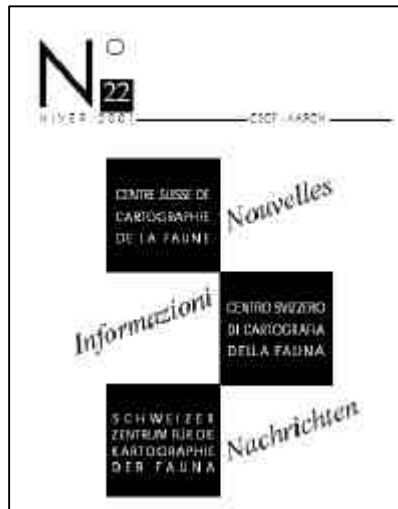 N°
22
HIVER 2001
CSCF - KARCH
CENTRE SUISSE DE
CARTOGRAPHIE
DE LA FAUNE
Nouvelles
Informazioni
CENTRO SVIZZERO
DI CARTOGRAFIA
DELLA FAUNA
SCHWEIZER
ZENTRUM FÜR DIE
KARTOGRAPHIE
DER FAUNA
Nachrichten